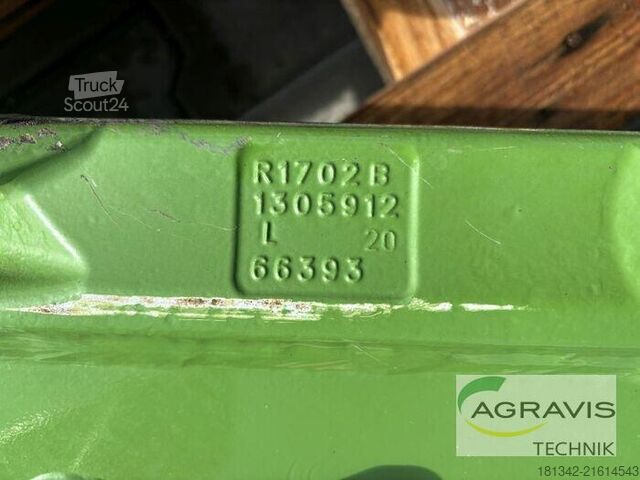 Truck
Scout24
R1702B
1305912
L 20
66393
AGRAVIS
TECHNIK
181342-21614543